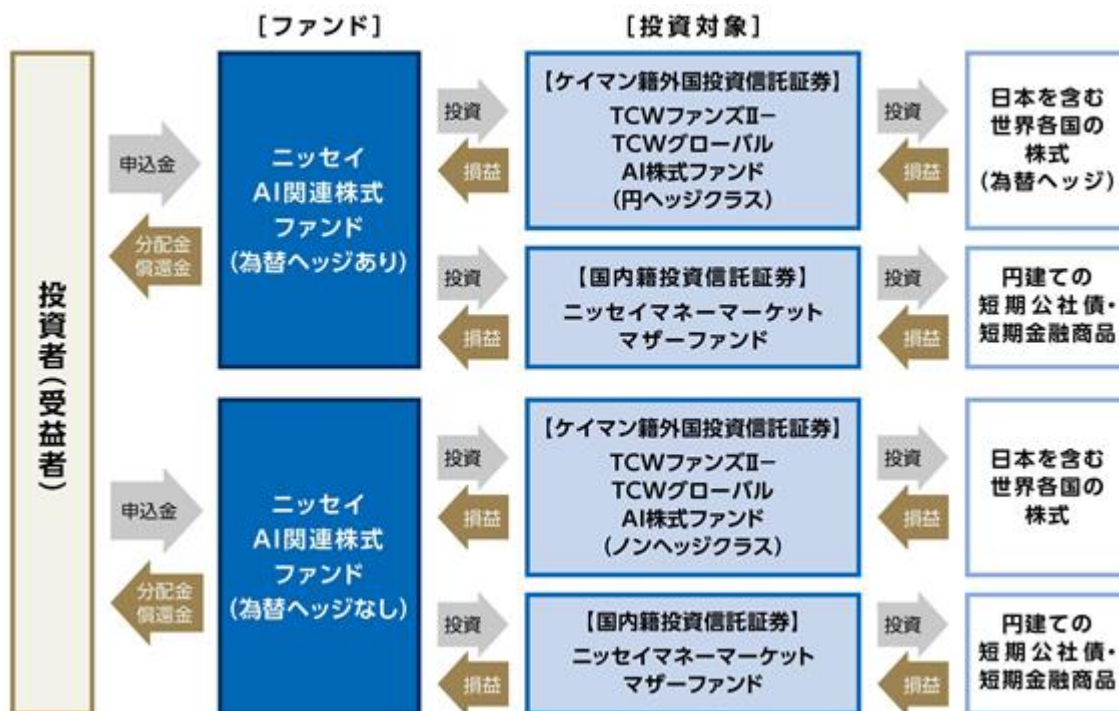 ［ファンド］
［投資対象］
投資者（受益者）
申込金
分配金
償還金
ニッセイ
AI関連株式
ファンド
（為替ヘッジあり）
投資
損益
【ケイマン籍外国投資信託証券】
TCWファンズⅡー
TCWグローバル
AI株式ファンド
（円ヘッジクラス）
投資
損益
日本を含む
世界各国の
株式
（為替ヘッジ）
投資
損益
【国内籍投資信託証券】
ニッセイマネーマーケット
マザーファンド
投資
損益
円建ての
短期公社債・
短期金融商品
申込金
分配金
償還金
ニッセイ
AI関連株式
ファンド
（為替ヘッジなし）
投資
損益
【ケイマン籍外国投資信託証券】
TCWファンズⅡー
TCWグローバル
AI株式ファンド
（ノンヘッジクラス）
投資
損益
日本を含む
世界各国の
株式
投資
損益
【国内籍投資信託証券】
ニッセイマネーマーケット
マザーファンド
投資
損益
円建ての
短期公社債・
短期金融商品